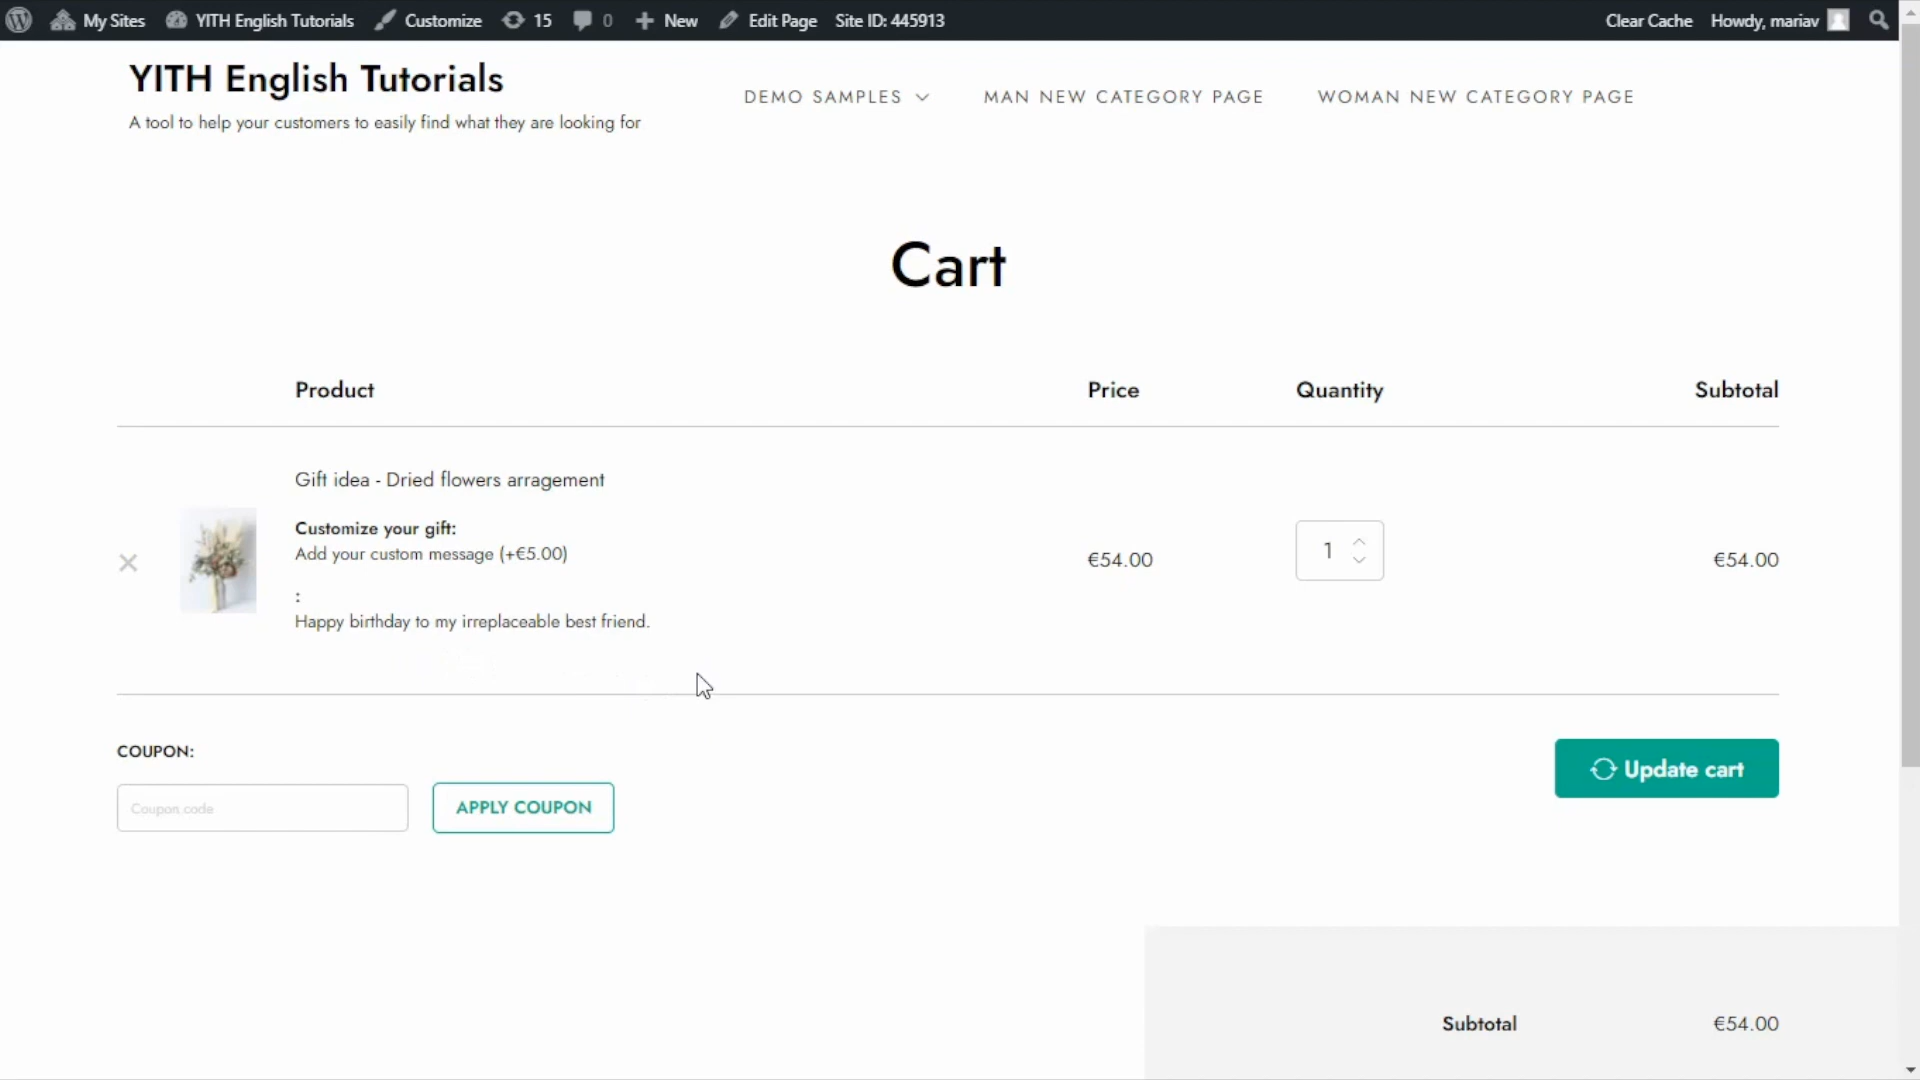 My Sites YITH English Tutorials Customize 15 0 New Edit Page Site ID: 445913 Clear Cache Howdy, mariav
YITH English Tutorials
A tool to help your customers to easily find what they are looking for
DEMO SAMPLES MAN NEW CATEGORY PAGE WOMAN NEW CATEGORY PAGE
Cart
Product Price Quantity Subtotal
Gift idea - Dried flowers arragement
Customize your gift:
Add your custom message (+€5.00)
:
Happy birthday to my irreplaceable best friend.
€54.00 1 €54.00
COUPON:
Coupon code APPLY COUPON
Update cart
Subtotal €54.00